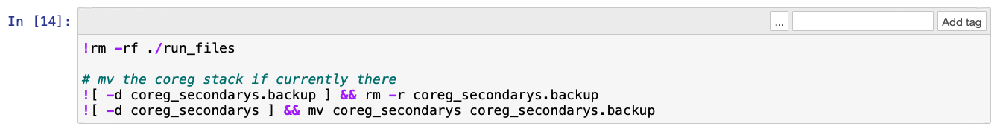 In [14]:
...
Add tag
!rm -rf ./run_files
# mv the coreg stack if currently there
![ -d coreg_secondarys.backup ] && rm -r coreg_secondarys.backup
![ -d coreg_secondarys ] && mv coreg_secondarys coreg_secondarys.backup